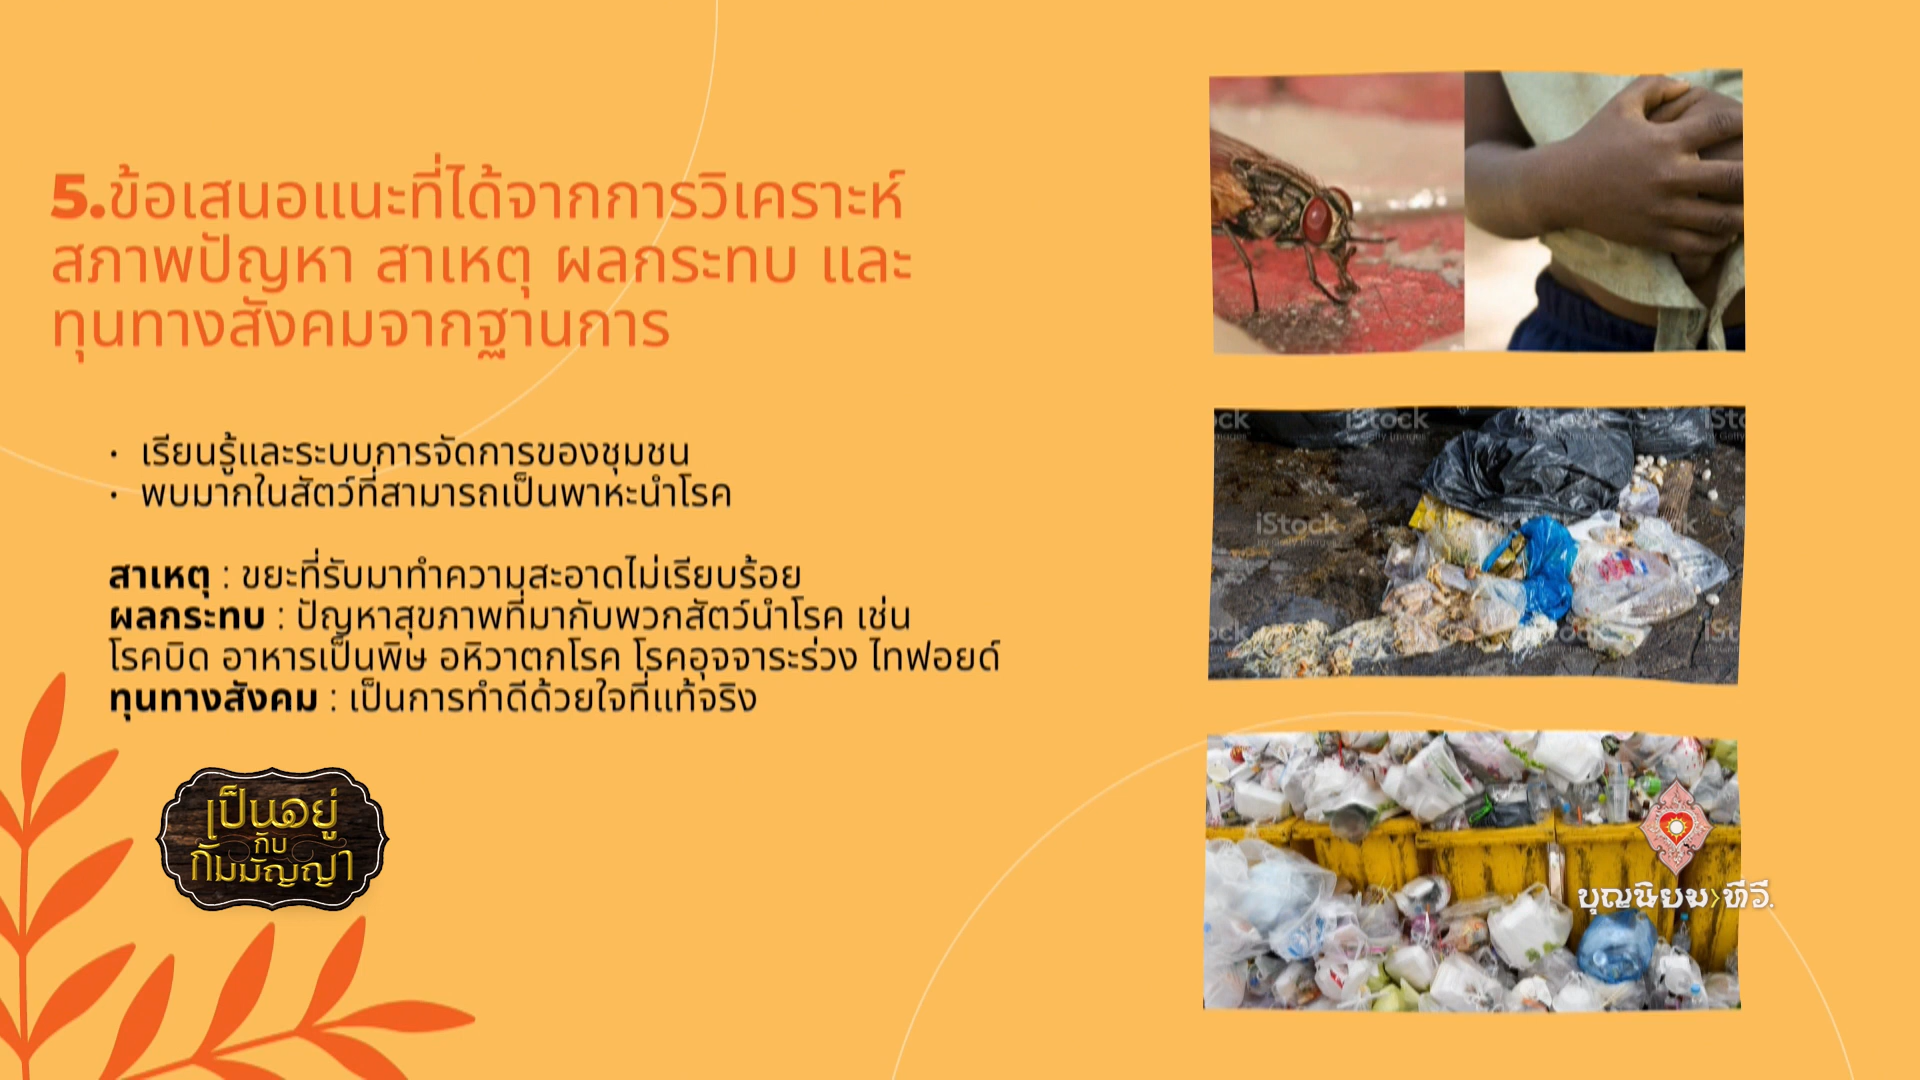 5.ข้อเสนอแนะที่ได้จากการวิเคราะห์
สภาพปัญหา สาเหตุ ผลกระทบ และ
ทุนทางสังคมจากฐานการ
• เรียนรู้และระบบการจัดการของชุมชน
• พบมากในสัตว์ที่สามารถเป็นพาหะนำโรค
สาเหตุ : ขยะที่รับมาทำความสะอาดไม่เรียบร้อย
ผลกระทบ : ปัญหาสุขภาพที่มากับพวกสัตว์นำโรค เช่น
โรคบิด อาหารเป็นพิษ อหิวาตกโรค โรคอุจจาระร่วง ไทฟอยด์
ทุนทางสังคม : เป็นการทำดีด้วยใจที่แท้จริง
เป็นอยู่
กับ
กัมมัญญา
iStock
by Getty Images
iStock
by Getty Images
บุญนิยม>ทีวี.